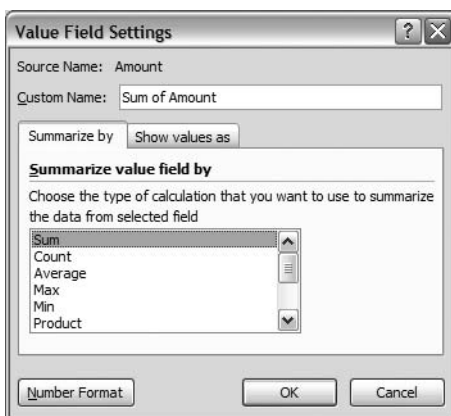 Value Field Settings
Source Name: Amount
Custom Name: Sum of Amount
Summarize by Show values as
Summarize value field by
Choose the type of calculation that you want to use to summarize
the data from selected field
Sum
Count
Average
Max
Min
Product
Number Format OK Cancel